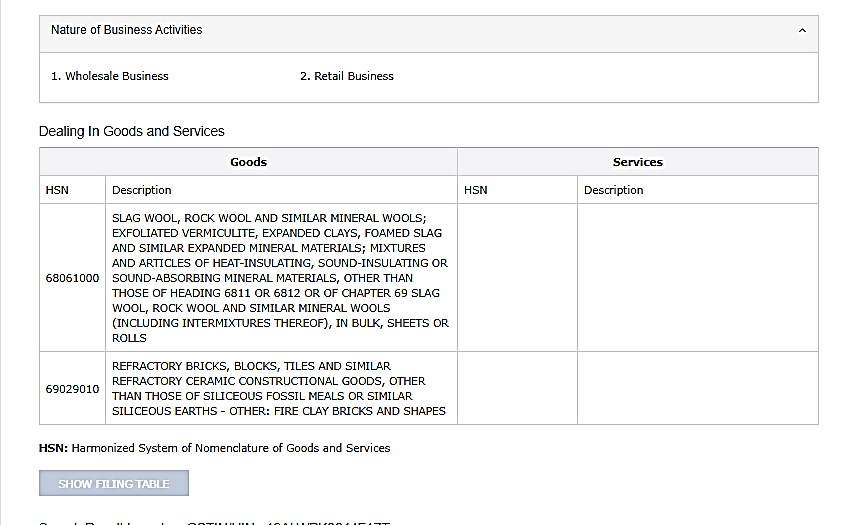 Nature of Business Activities
1. Wholesale Business
2. Retail Business
Dealing In Goods and Services
Goods
Services
HSN
Description
HSN
Description
68061000
SLAG WOOL, ROCK WOOL AND SIMILAR MINERAL WOOLS;
EXFOLIATED VERMICULITE, EXPANDED CLAYS, FOAMED SLAG
AND SIMILAR EXPANDED MINERAL MATERIALS; MIXTURES
AND ARTICLES OF HEAT-INSULATING, SOUND-INSULATING OR
SOUND-ABSORBING MINERAL MATERIALS, OTHER THAN
THOSE OF HEADING 6811 OR 6812 OR OF CHAPTER 69 SLAG
WOOL, ROCK WOOL AND SIMILAR MINERAL WOOLS
(INCLUDING INTERMIXTURES THEREOF), IN BULK, SHEETS OR
ROLLS
69029010
REFRACTORY BRICKS, BLOCKS, TILES AND SIMILAR
REFRACTORY CERAMIC CONSTRUCTIONAL GOODS, OTHER
THAN THOSE OF SILICEOUS FOSSIL MEALS OR SIMILAR
SILICEOUS EARTHS - OTHER: FIRE CLAY BRICKS AND SHAPES
HSN: Harmonized System of Nomenclature of Goods and Services
SHOW FILING TABLE